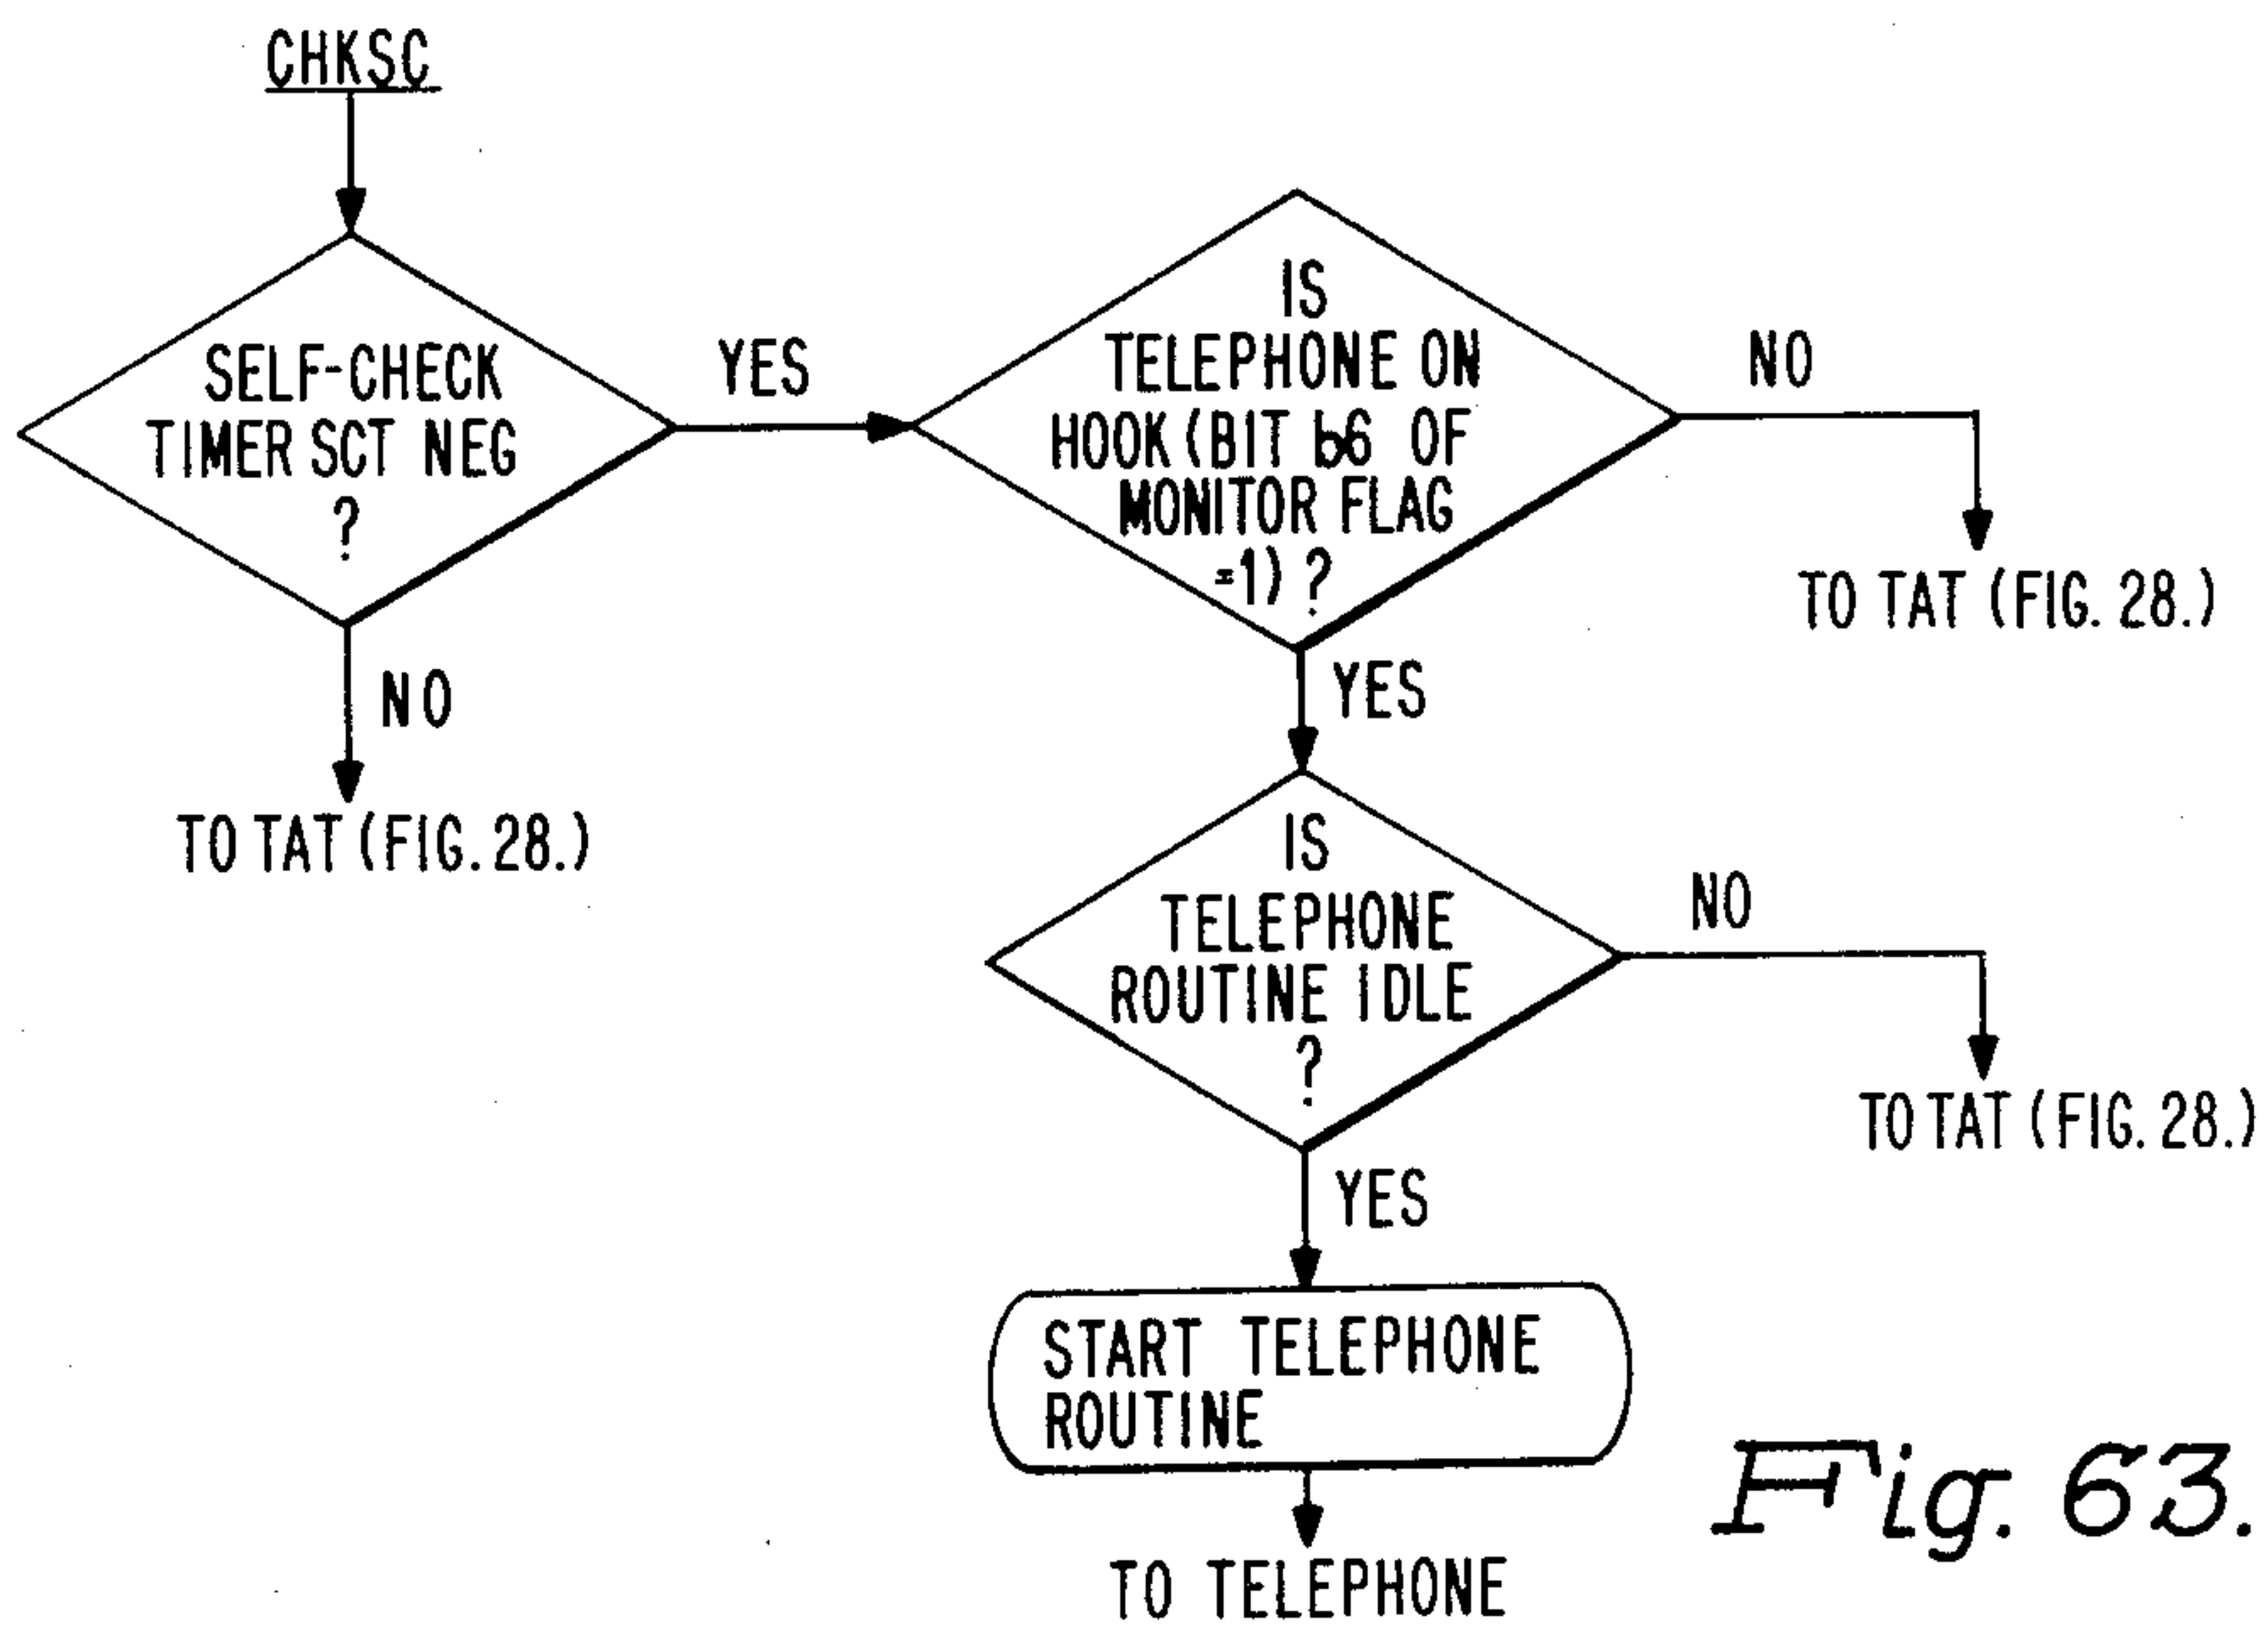 CHKSC
SELF-CHECK
TIMER SCT NEG
?
YES
NO
TO TAT (FIG. 28.)
IS
TELEPHONE ON
HOOK (BIT b6 OF
MONITOR FLAG
=1) ?
NO
TO TAT (FIG. 28.)
YES
IS
TELEPHONE
ROUTINE IDLE
?
NO
TO TAT (FIG. 28.)
YES
START TELEPHONE
ROUTINE
TO TELEPHONE
Fig. 63.